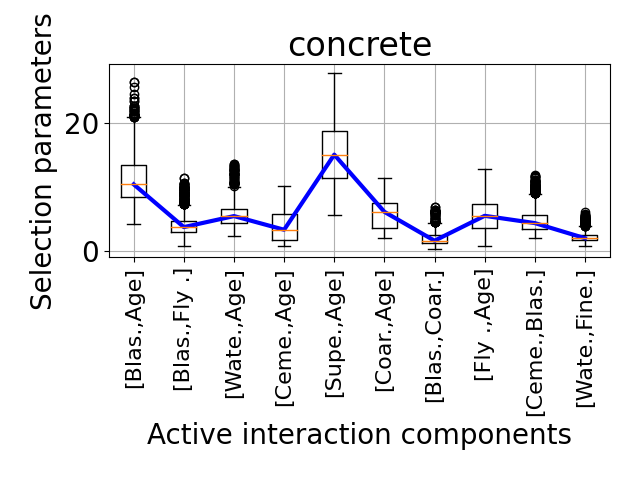 concrete
Selection parameters
20
0
[Blas.,Age]
[Blas.,Fly .]
[Wate.,Age]
[Ceme.,Age]
[Supe.,Age]
[Coar.,Age]
[Blas.,Coar.]
[Fly .,Age]
[Ceme.,Blas.]
[Wate.,Fine.]
Active interaction components